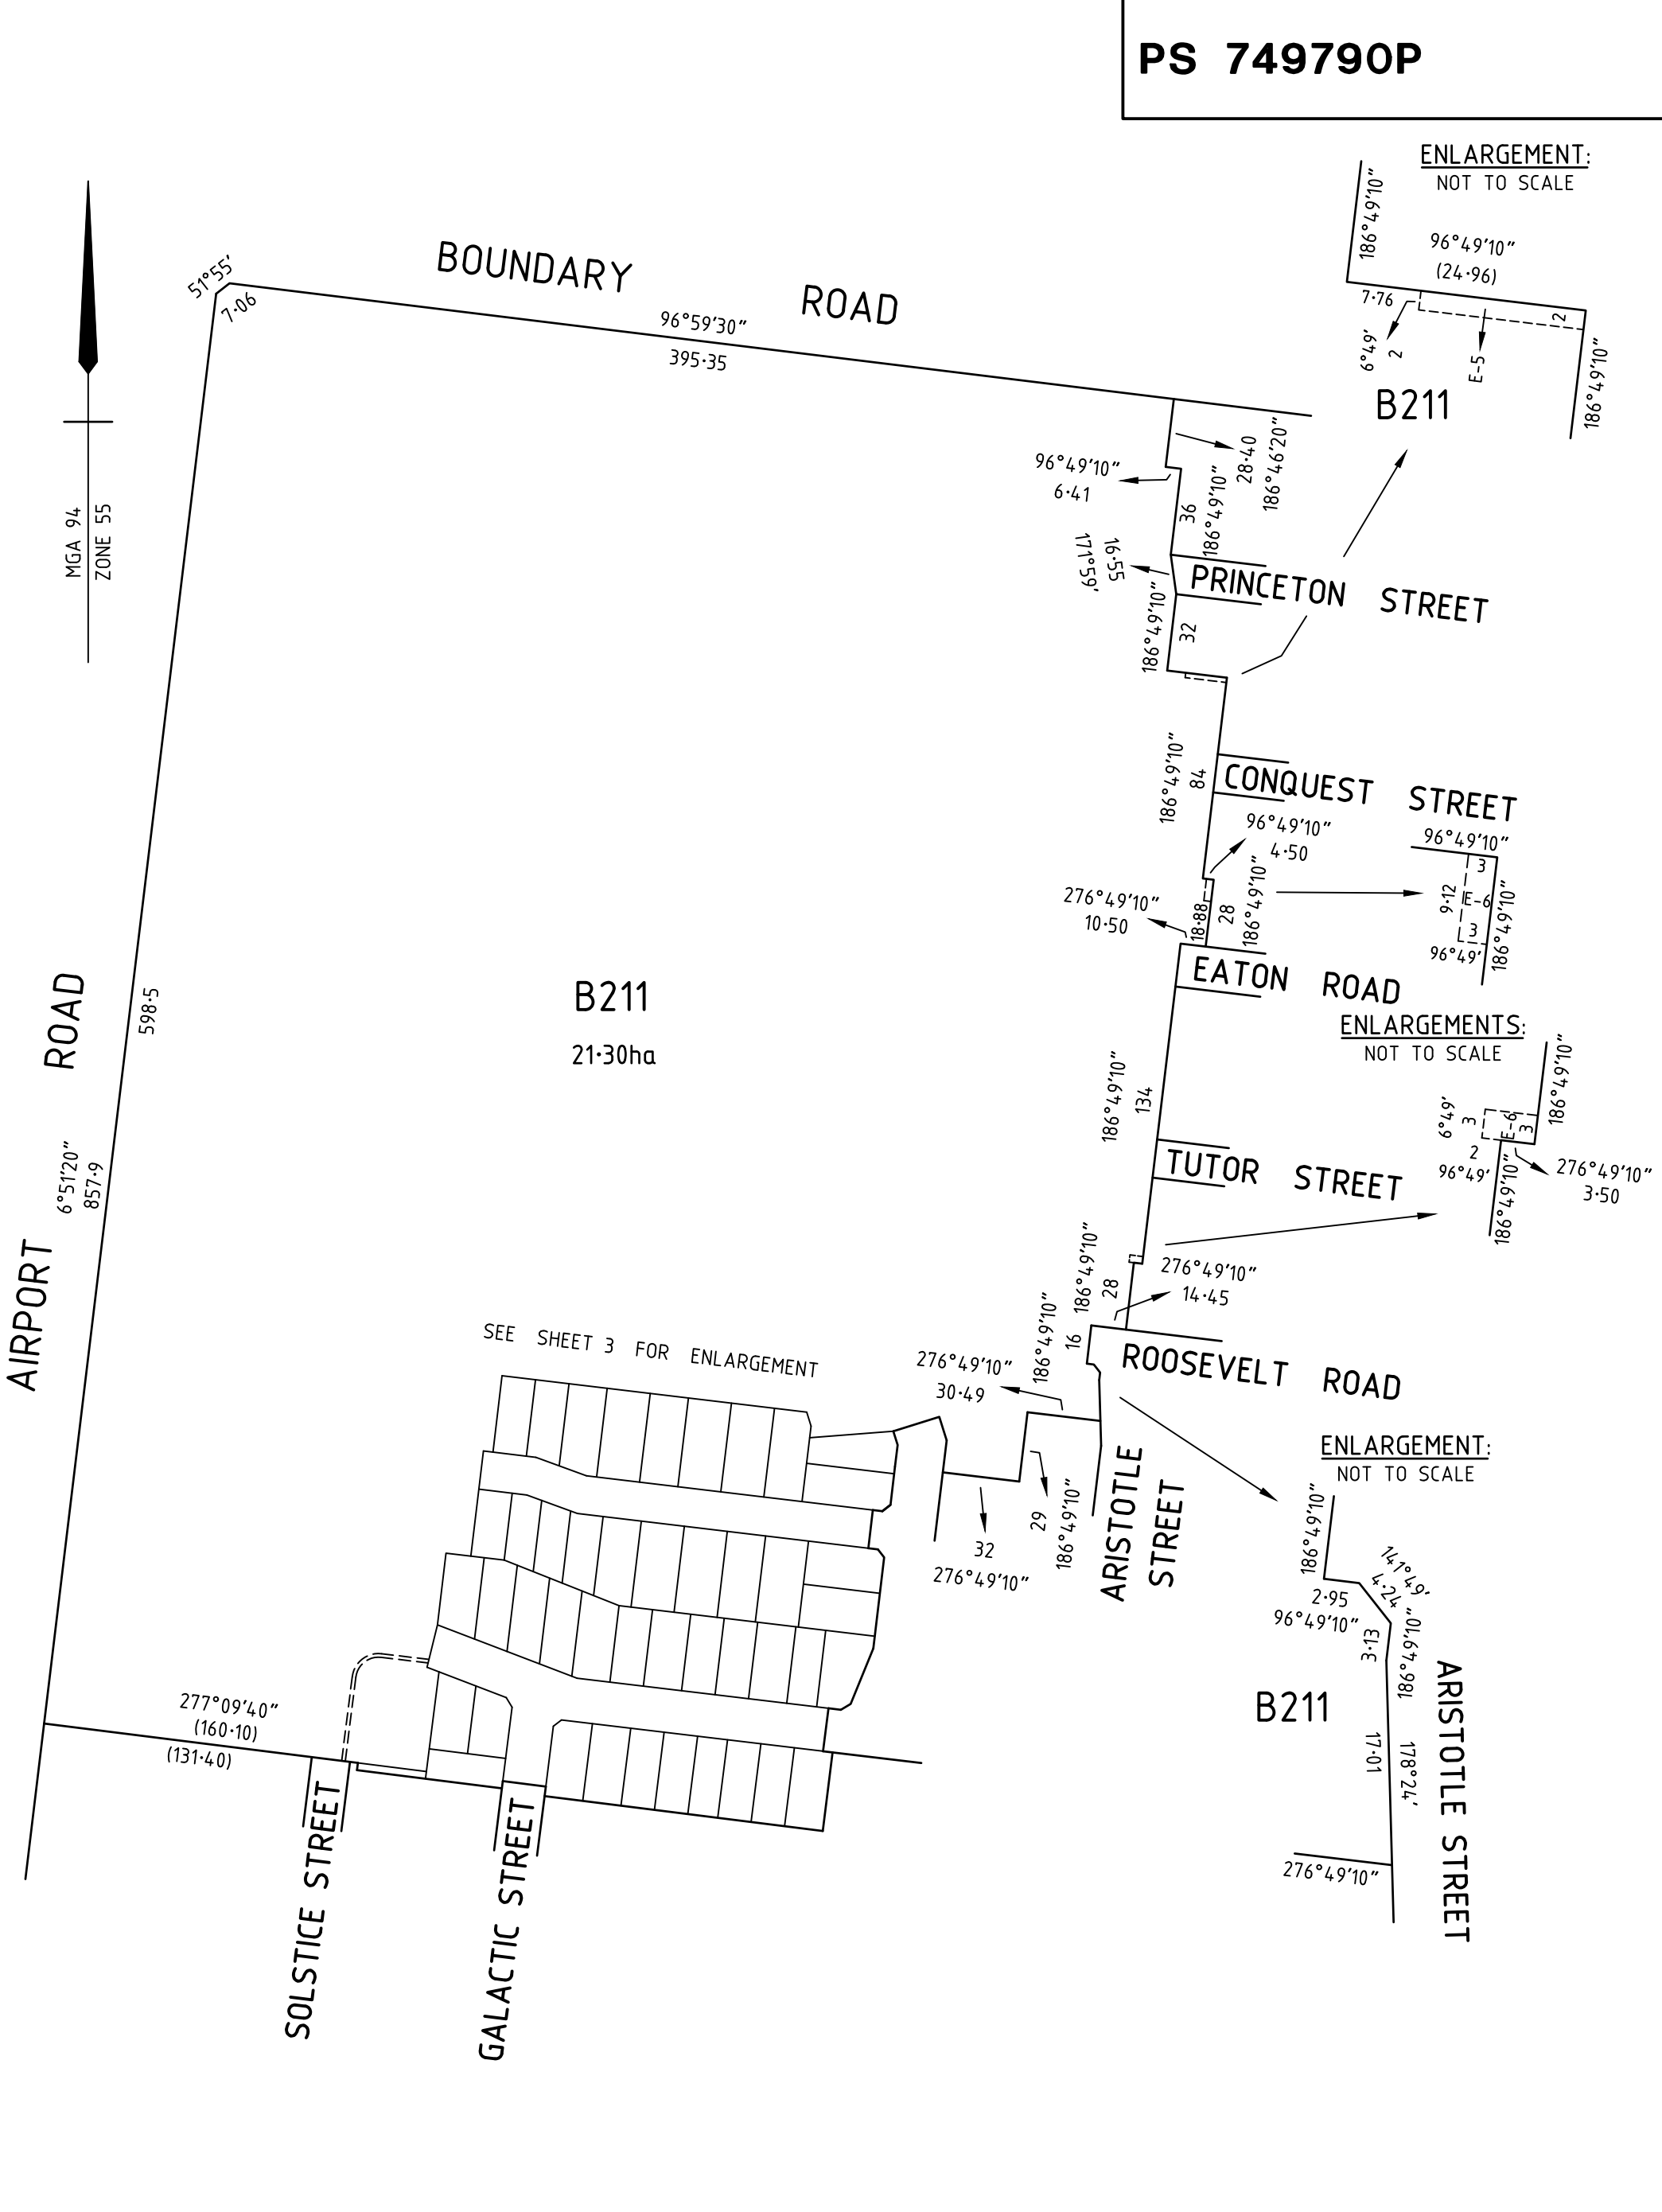 PS 749790P
ENLARGEMENT:
NOT TO SCALE
186°49'10"
96°49'10"
(24·96)
7·76
2
6°49'
2
E-5
186°49'10"
B211
51°55'
7·06
BOUNDARY ROAD
96°59'30"
395·35
MGA 94
ZONE 55
28·40
186°46'20"
96°49'10"
6·41
36
186°49'10"
16·55
171°59'
PRINCETON STREET
186°49'10"
32
186°49'10"
84
CONQUEST STREET
96°49'10"
4·50
276°49'10"
10·50
18·88
28
186°49'10"
96°49'10"
3
9·12
E-6
3
96°49'
186°49'10"
EATON ROAD
ENLARGEMENTS:
NOT TO SCALE
B211
21·30ha
598·5
AIRPORT ROAD
6°51'20"
857·9
186°49'10"
134
186°49'10"
6°49'
3
E-6
3
2
96°49'
186°49'10"
276°49'10"
3·50
TUTOR STREET
186°49'10"
28
276°49'10"
14·45
186°49'10"
16
ROOSEVELT ROAD
SEE SHEET 3 FOR ENLARGEMENT
276°49'10"
30·49
29
186°49'10"
32
276°49'10"
ARISTOTLE
STREET
ENLARGEMENT:
NOT TO SCALE
186°49'10"
141°49'
4·24
2·95
96°49'10"
3·13
186°49'10"
B211
17·01
178°24'
ARISTOTLE STREET
276°49'10"
277°09'40"
(160·10)
(131·40)
SOLSTICE STREET
GALACTIC STREET